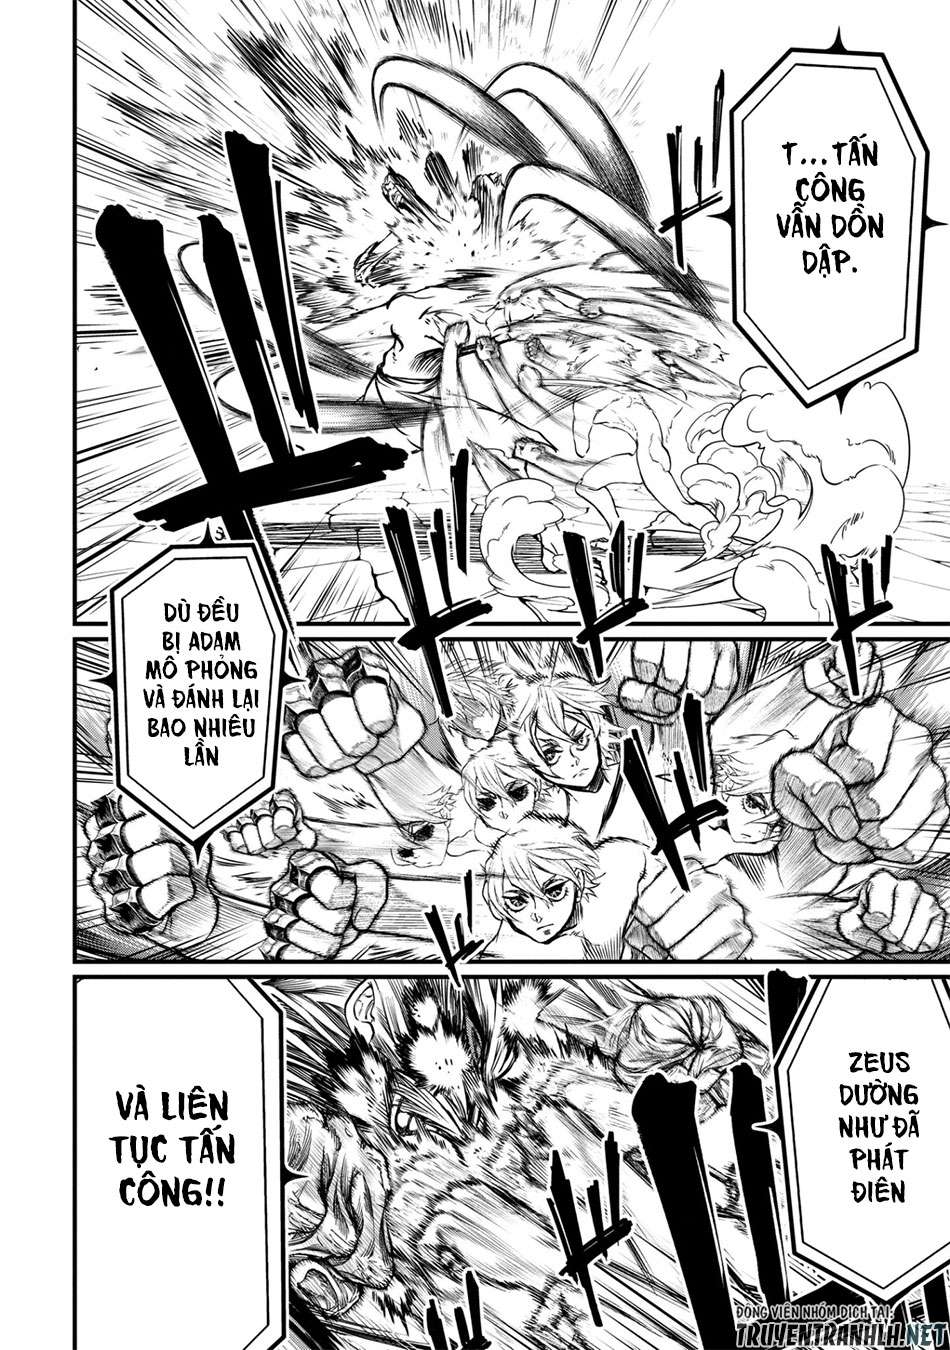 T...TẤN
CÔNG
VẪN DỒN
DẬP.
DÙ ĐỀU
BỊ ADAM
MÔ PHỎNG
VÀ ĐÁNH LẠI
BAO NHIÊU
LẦN
ZEUS
DƯỜNG
NHƯ ĐÃ
PHÁT
ĐIÊN
VÀ LIÊN
TỤC TẤN
CÔNG!!
ĐỘNG VIÊN NHÓM DỊCH TẠI:
TRUYENTRANHLH.NET